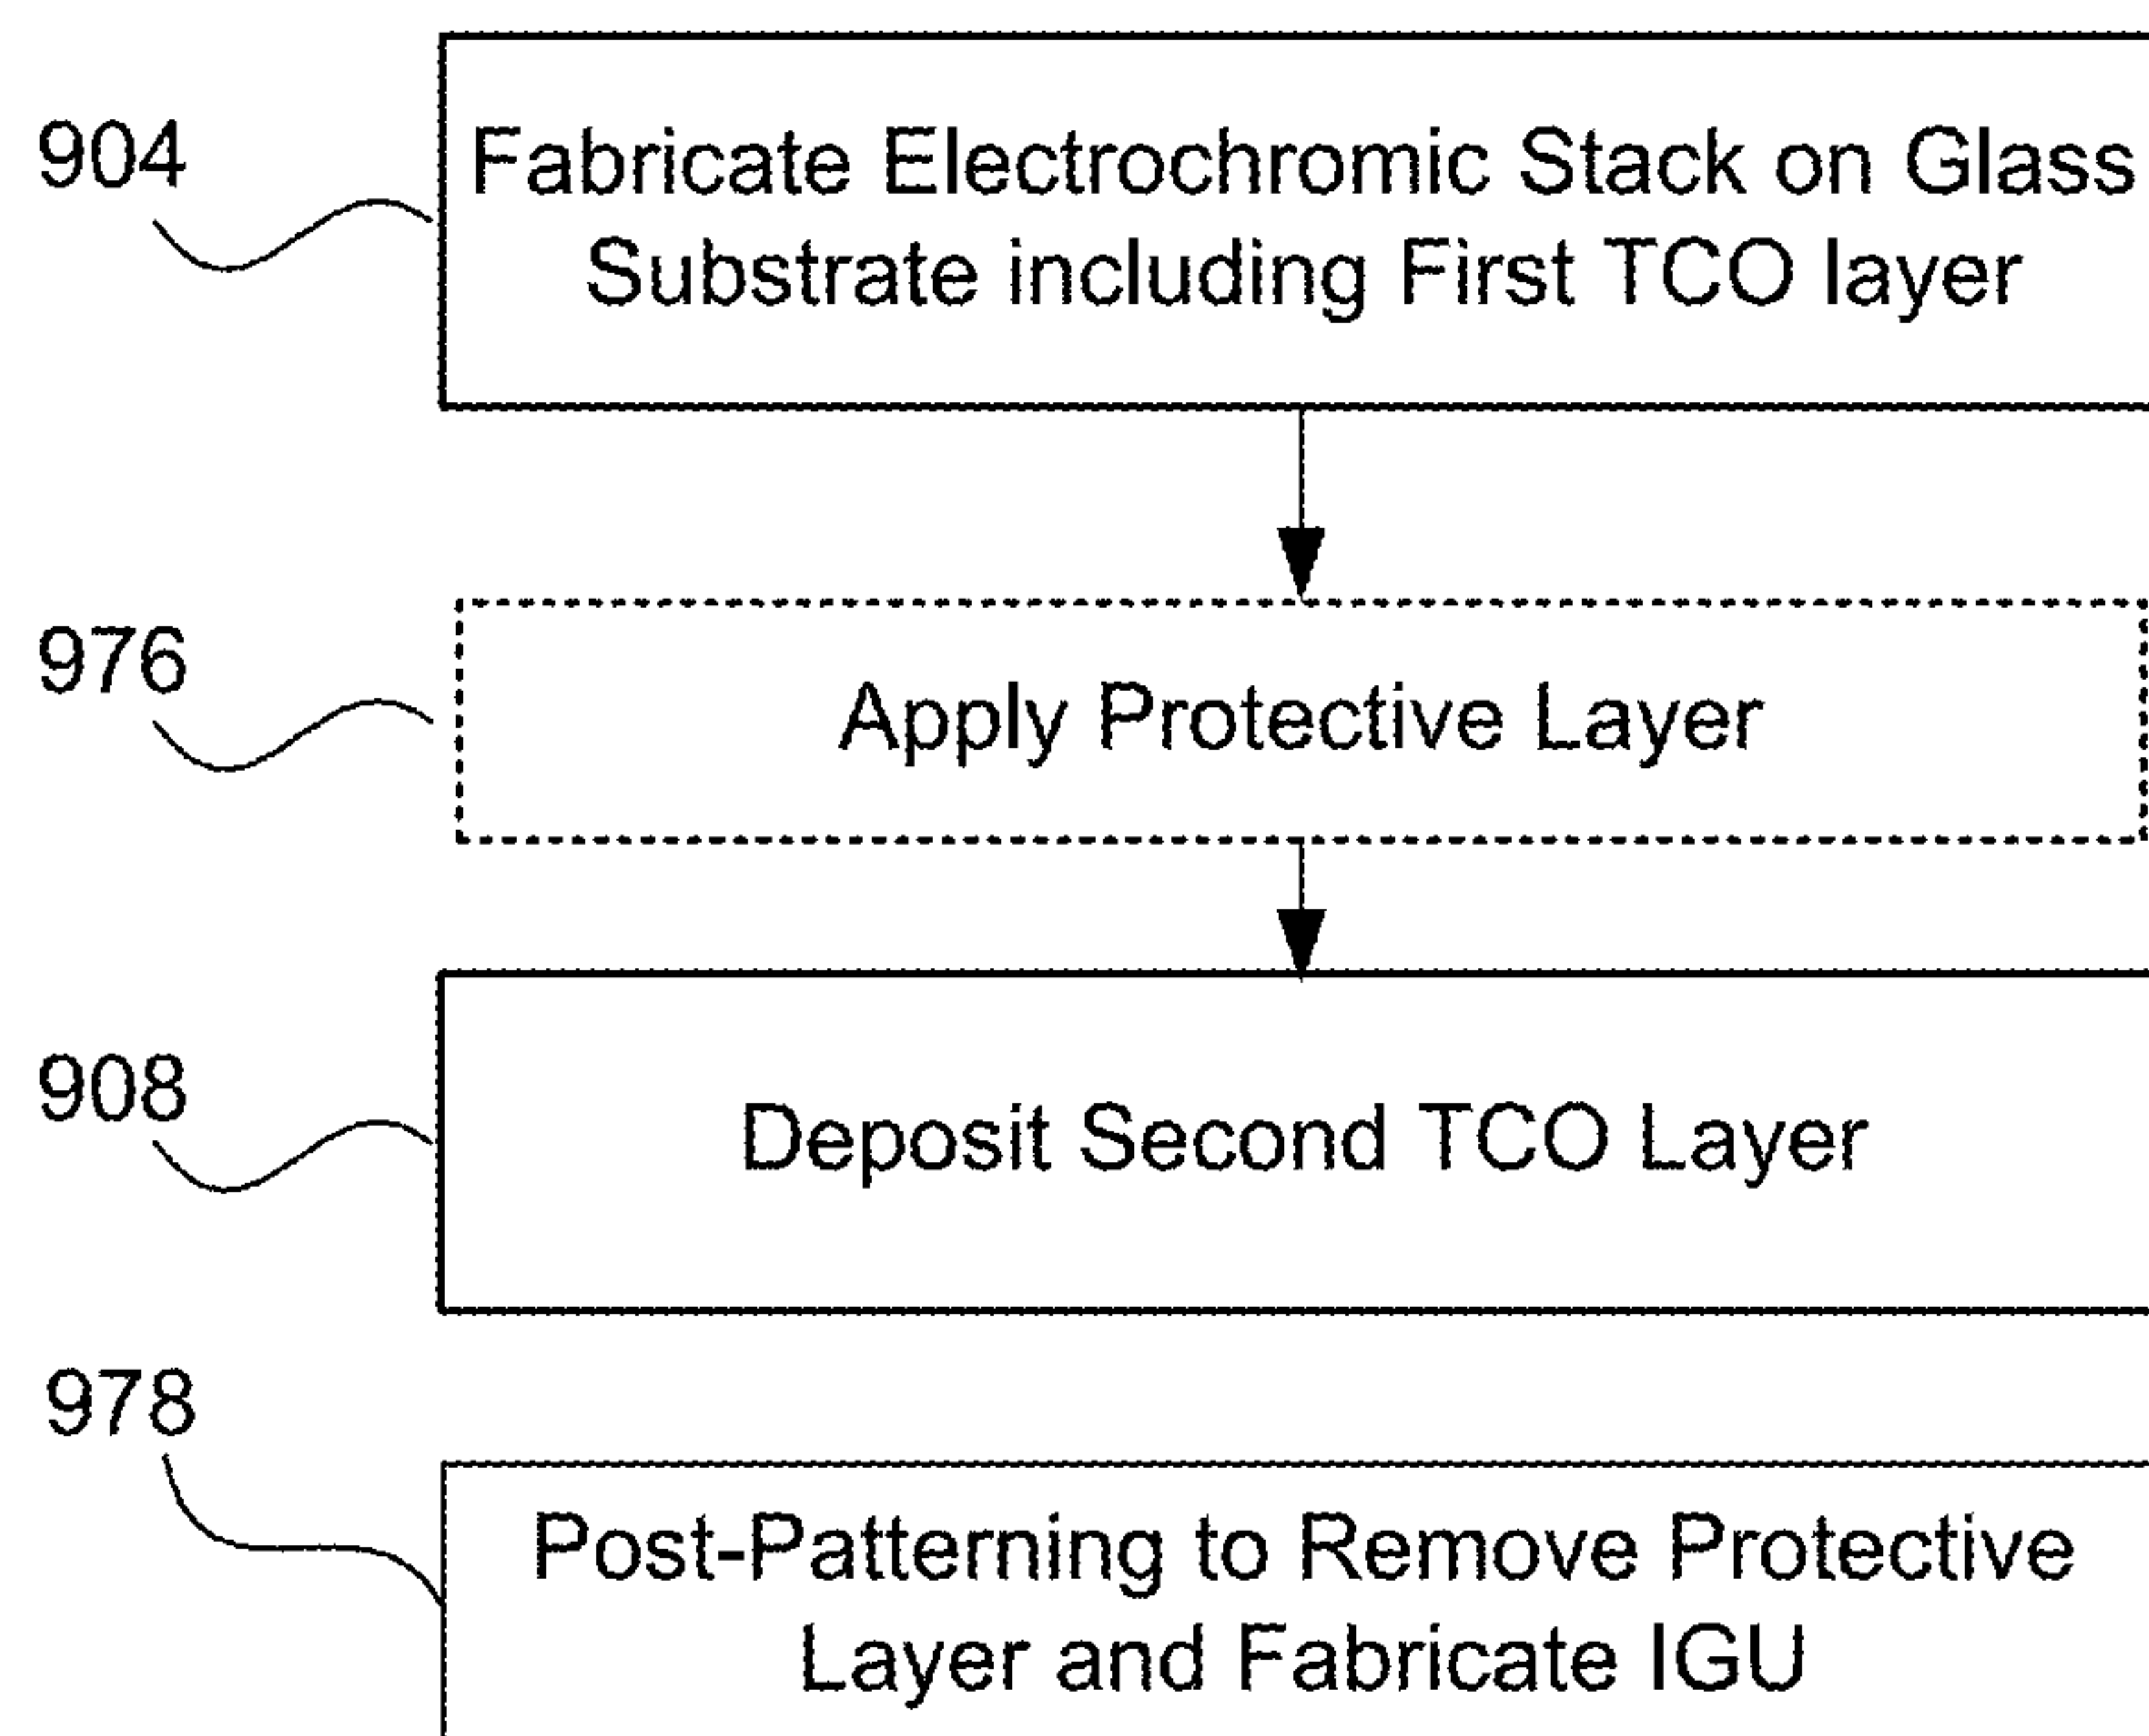 904
Fabricate Electrochromic Stack on Glass
Substrate including First TCO layer
976
Apply Protective Layer
908
Deposit Second TCO Layer
978
Post-Patterning to Remove Protective
Layer and Fabricate IGU